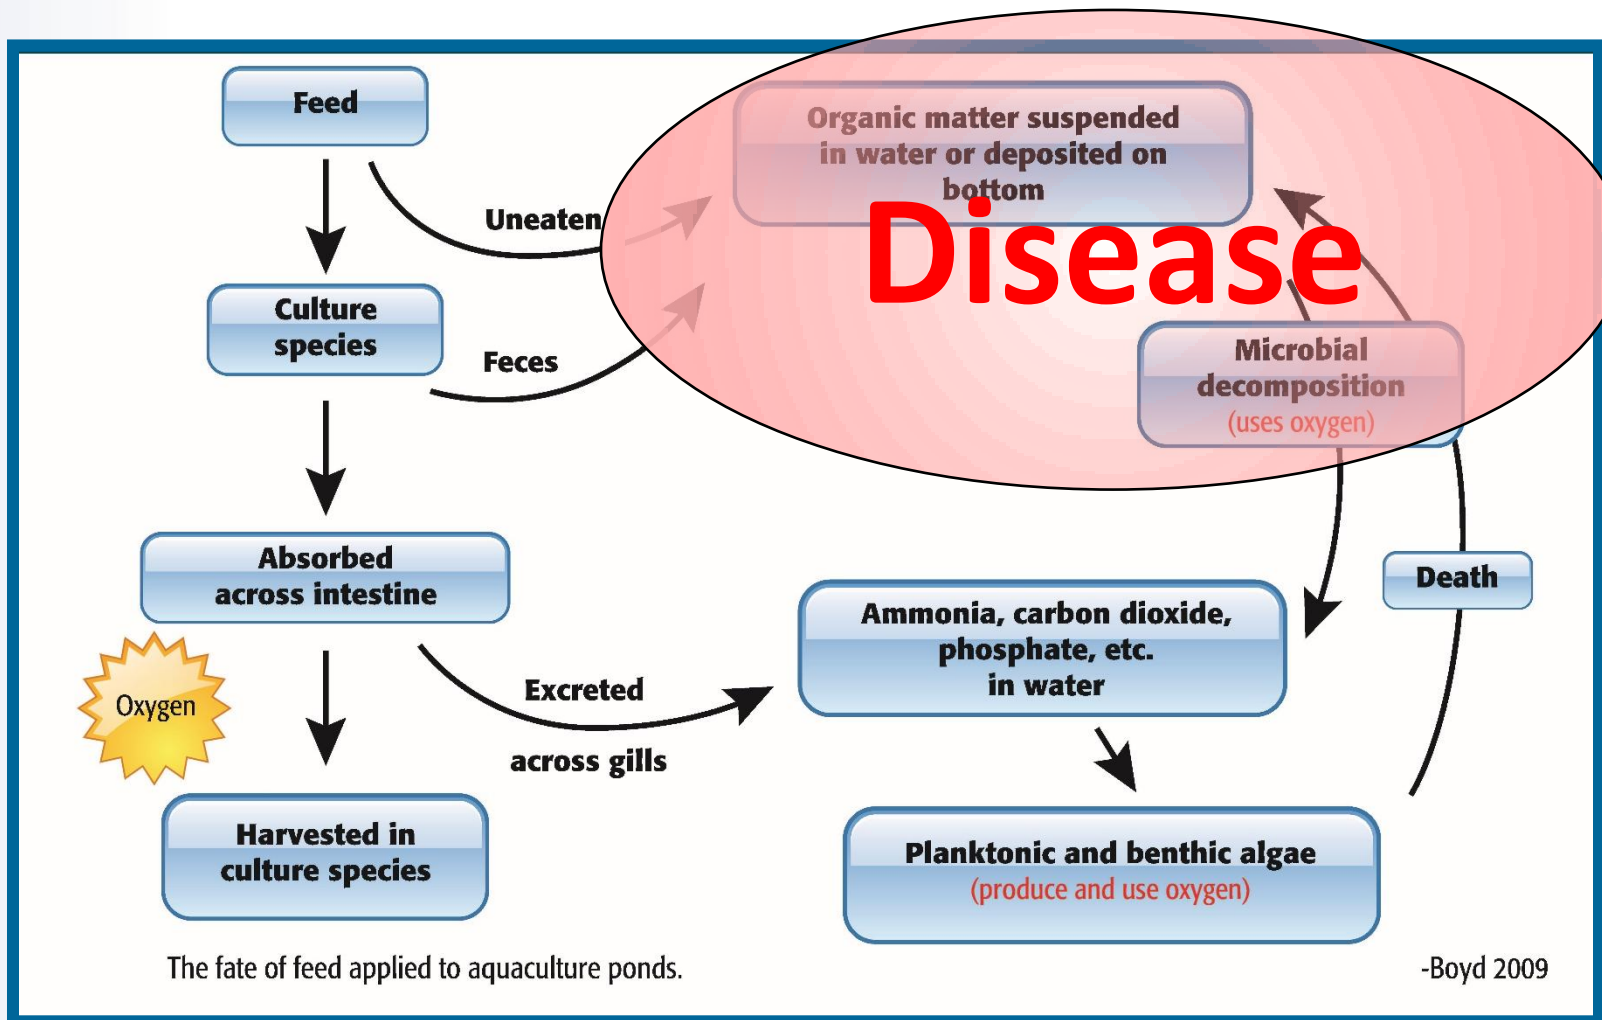 Feed
Organic matter suspended
in water or deposited on
bottom
Disease
Uneaten
Culture
species
Feces
Microbial
decomposition
(uses oxygen)
Absorbed
across intestine
Death
Ammonia, carbon dioxide,
phosphate, etc.
in water
Oxygen
Excreted
across gills
Harvested in
culture species
Planktonic and benthic algae
(produce and use oxygen)
The fate of feed applied to aquaculture ponds.
-Boyd 2009